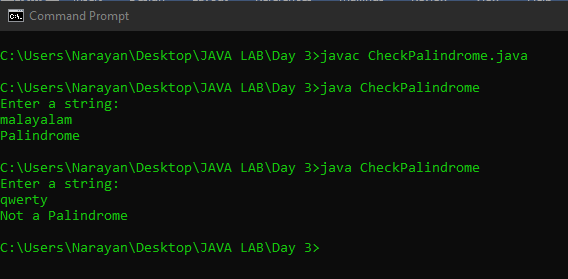 Command Prompt
C:\Users\Narayan\Desktop\JAVA LAB\Day 3>javac CheckPalindrome.java
C:\Users\Narayan\Desktop\JAVA LAB\Day 3>java CheckPalindrome
Enter a string:
malayalam
Palindrome
C:\Users\Narayan\Desktop\JAVA LAB\Day 3>java CheckPalindrome
Enter a string:
qwerty
Not a Palindrome
C:\Users\Narayan\Desktop\JAVA LAB\Day 3>